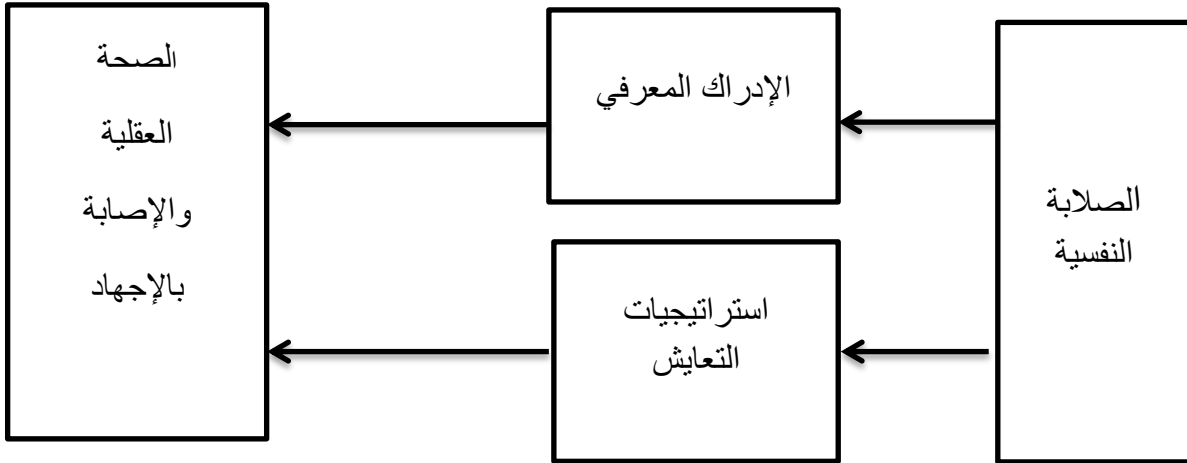 الصلابة
النفسية
الإدراك المعرفي
استراتيجيات
التعايش
الصحة
العقلية
والإصابة
بالإجهاد